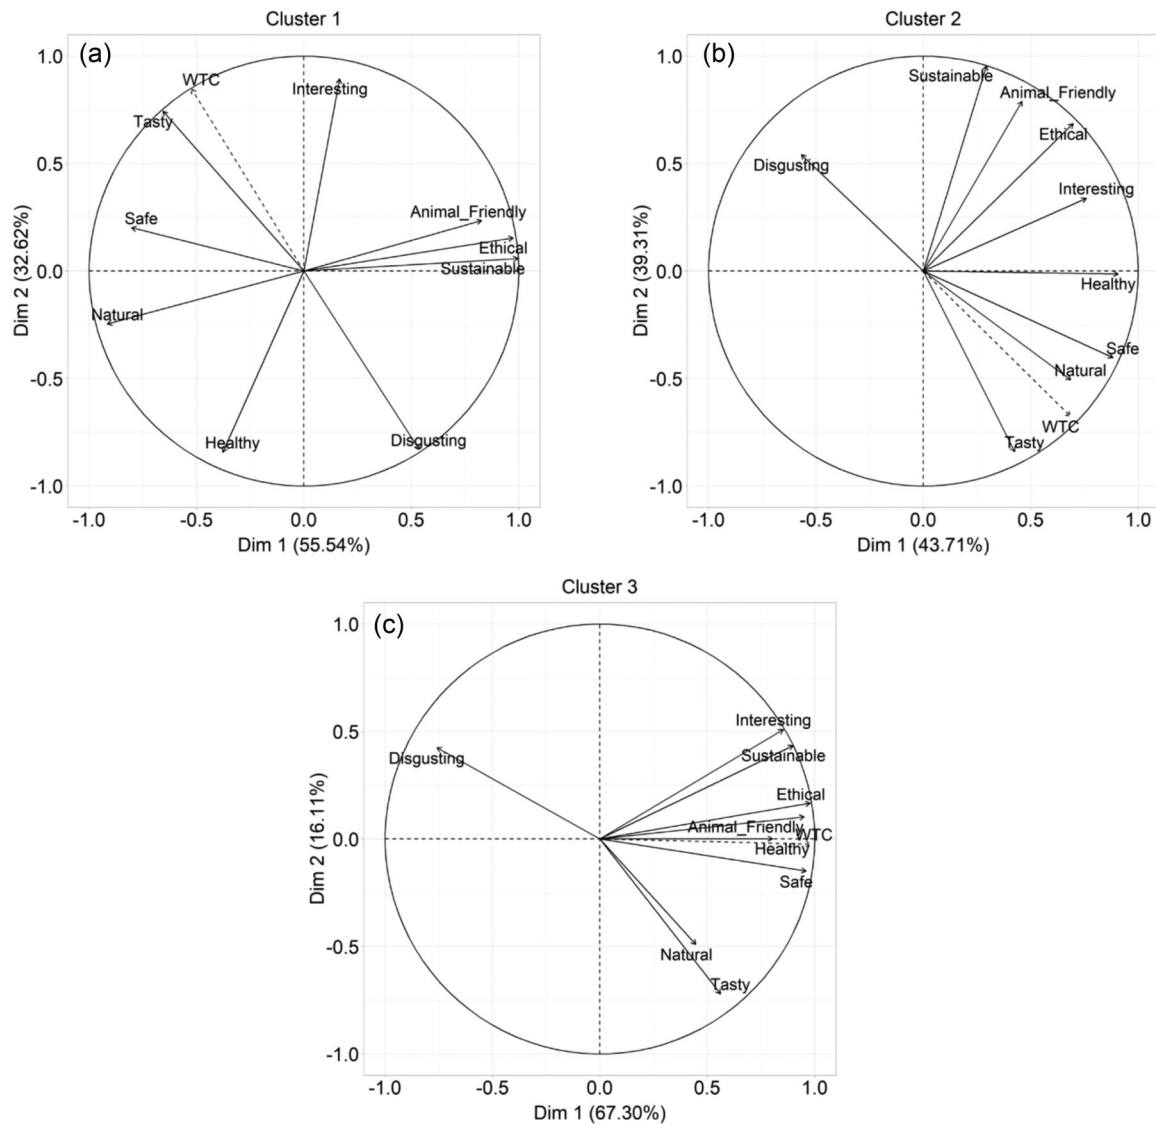 Cluster 1
(a)
1.0
0.5
0.0
-0.5
-1.0
Dim 2 (32.62%)
WTC
Interesting
Tasty
Safe
Animal_Friendly
Ethical
Sustainable
Natural
Healthy
Disgusting
-1.0 -0.5 0.0 0.5 1.0
Dim 1 (55.54%)
Cluster 2
(b)
1.0
0.5
0.0
-0.5
-1.0
Dim 2 (39.31%)
Sustainable
Animal_Friendly
Ethical
Disgusting
Interesting
Healthy
Safe
Natural
WTC
Tasty
-1.0 -0.5 0.0 0.5 1.0
Dim 1 (43.71%)
Cluster 3
(c)
1.0
0.5
0.0
-0.5
-1.0
Dim 2 (16.11%)
Interesting
Sustainable
Disgusting
Ethical
Animal_Friendly
WTC
Healthy
Safe
Natural
Tasty
-1.0 -0.5 0.0 0.5 1.0
Dim 1 (67.30%)